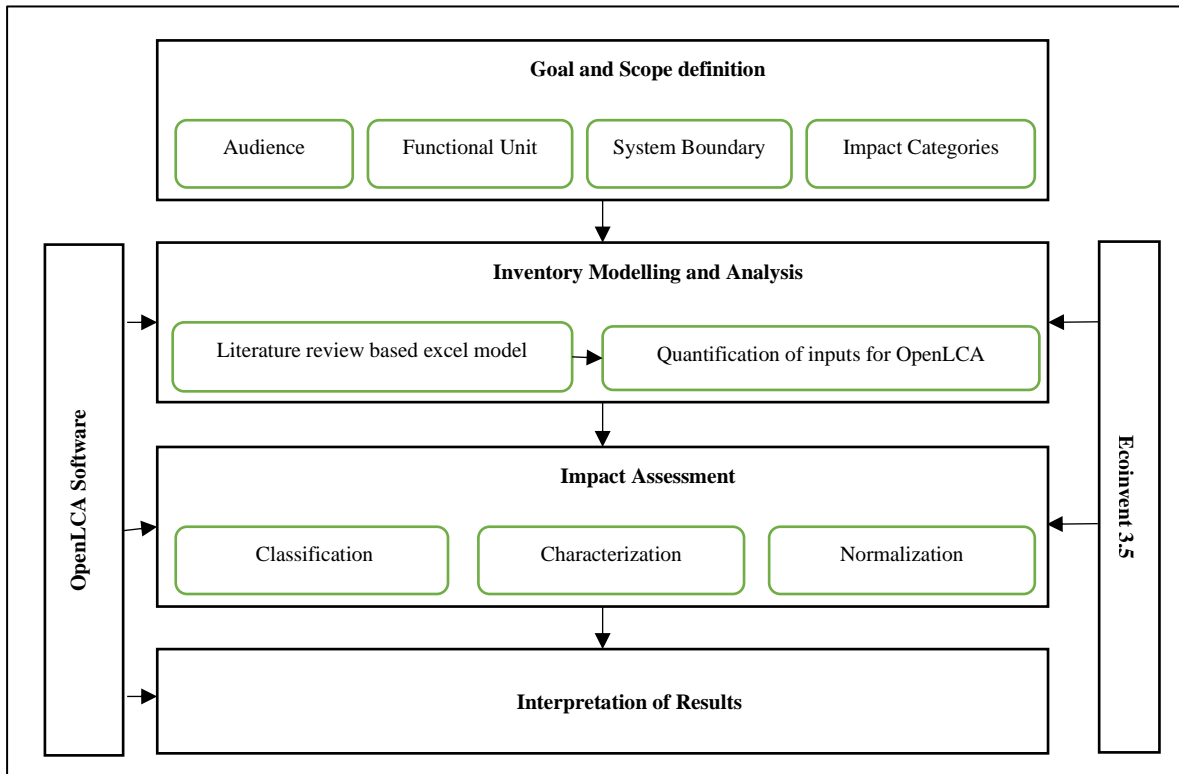 Goal and Scope definition
Audience
Functional Unit
System Boundary
Impact Categories
OpenLCA Software
Inventory Modelling and Analysis
Literature review based excel model
Quantification of inputs for OpenLCA
Ecoinvent 3.5
Impact Assessment
Classification
Characterization
Normalization
Interpretation of Results